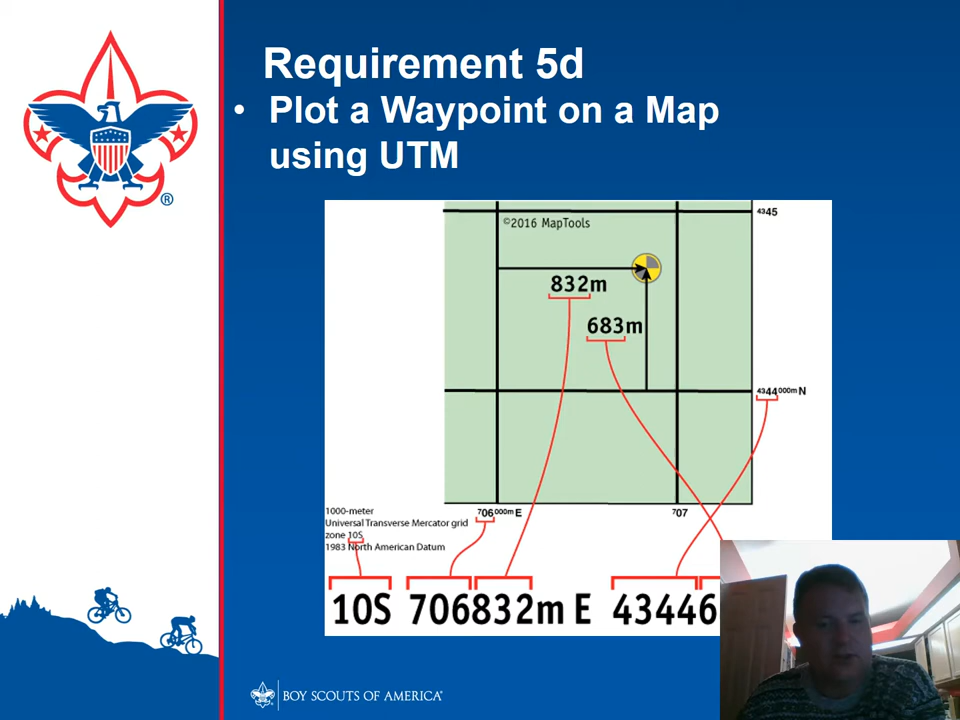 Requirement 5d
• Plot a Waypoint on a Map
using UTM
4345
©2016 MapTools
832m
683m
4344000m N
1000-meter
706000m E
707
Universal Transverse Mercator grid
zone 10S
1983 North American Datum
10S 706832m E 43446
®
BOY SCOUTS OF AMERICA®